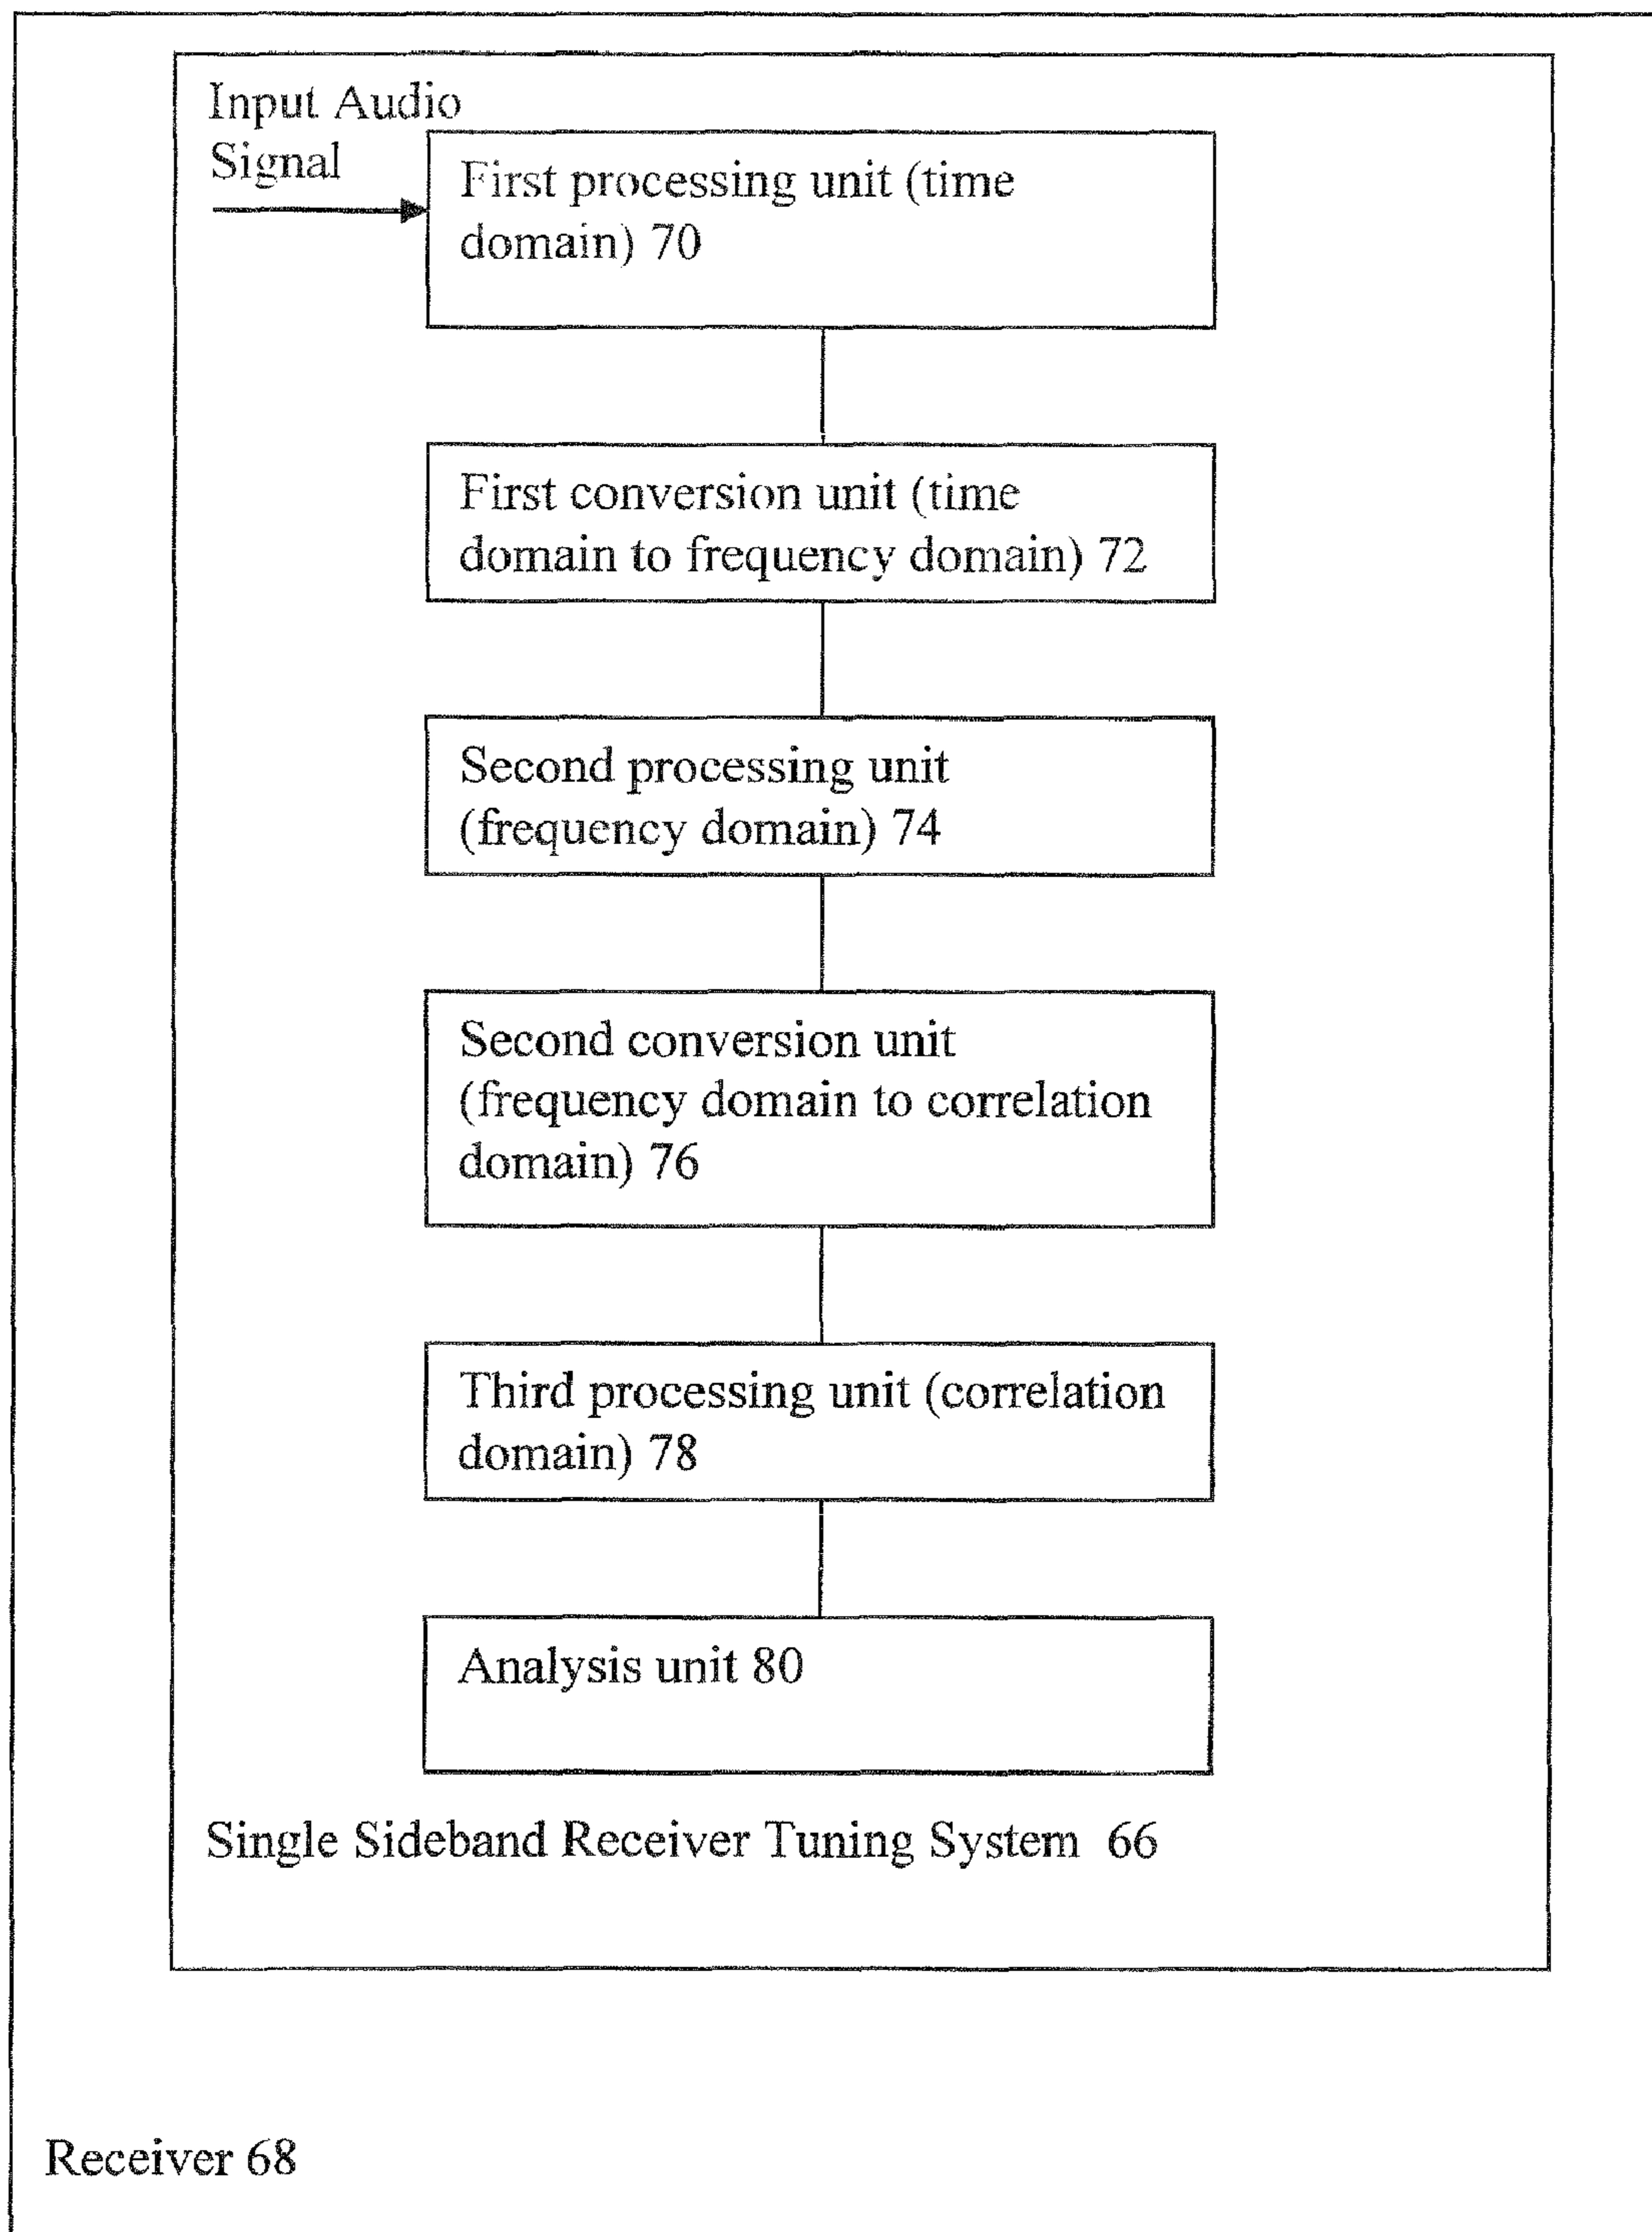 Input Audio
Signal
First processing unit (time
domain) 70
First conversion unit (time
domain to frequency domain) 72
Second processing unit
(frequency domain) 74
Second conversion unit
(frequency domain to correlation
domain) 76
Third processing unit (correlation
domain) 78
Analysis unit 80
Single Sideband Receiver Tuning System 66
Receiver 68